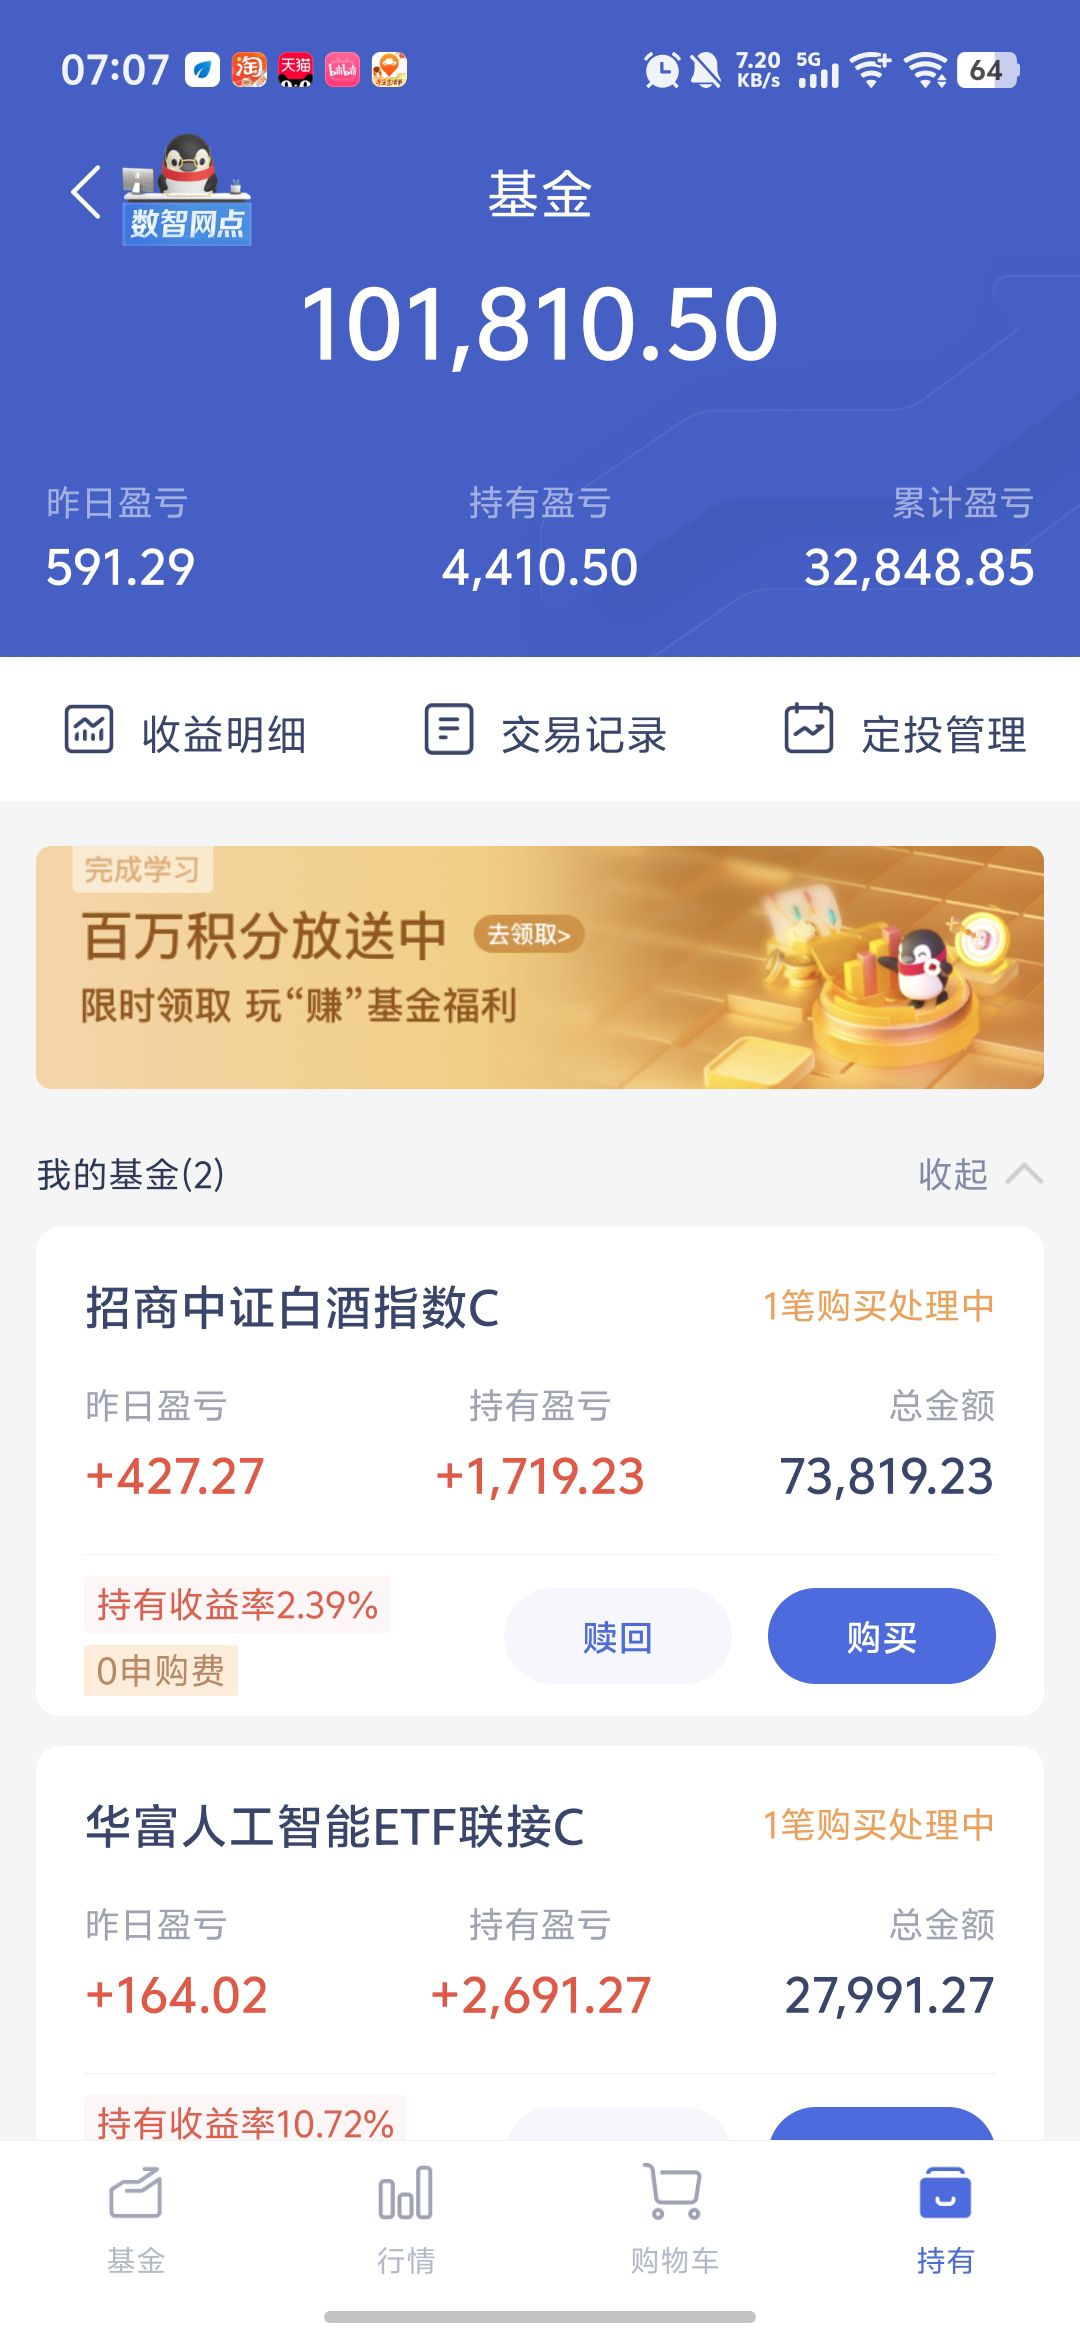 07:07 淘 天猫 bilibili 7.20 KB/s 5G 64
数智网点
基金
101,810.50
昨日盈亏 持有盈亏 累计盈亏
591.29 4,410.50 32,848.85
收益明细 交易记录 定投管理
完成学习
百万积分放送中 去领取>
限时领取 玩“赚”基金福利
我的基金(2) 收起
招商中证白酒指数C 1笔购买处理中
昨日盈亏 持有盈亏 总金额
+427.27 +1,719.23 73,819.23
持有收益率2.39%
0申购费
赎回 购买
华富人工智能ETF联接C 1笔购买处理中
昨日盈亏 持有盈亏 总金额
+164.02 +2,691.27 27,991.27
持有收益率10.72%
基金 行情 购物车 持有